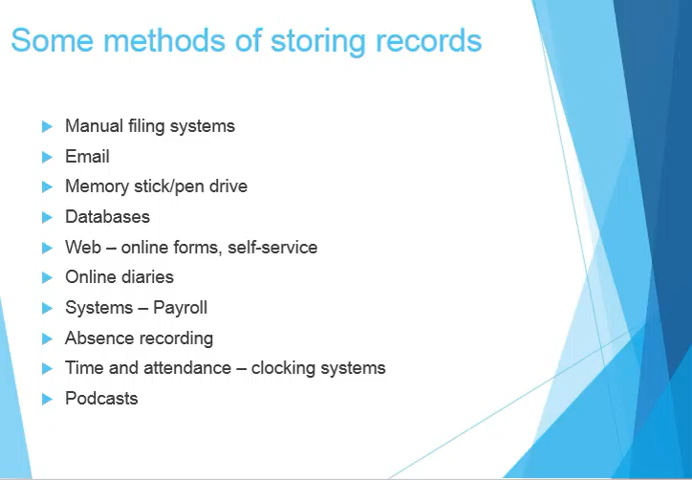 Some methods of storing records
Manual filing systems
Email
Memory stick/pen drive
Databases
Web – online forms, self-service
Online diaries
Systems – Payroll
Absence recording
Time and attendance – clocking systems
Podcasts